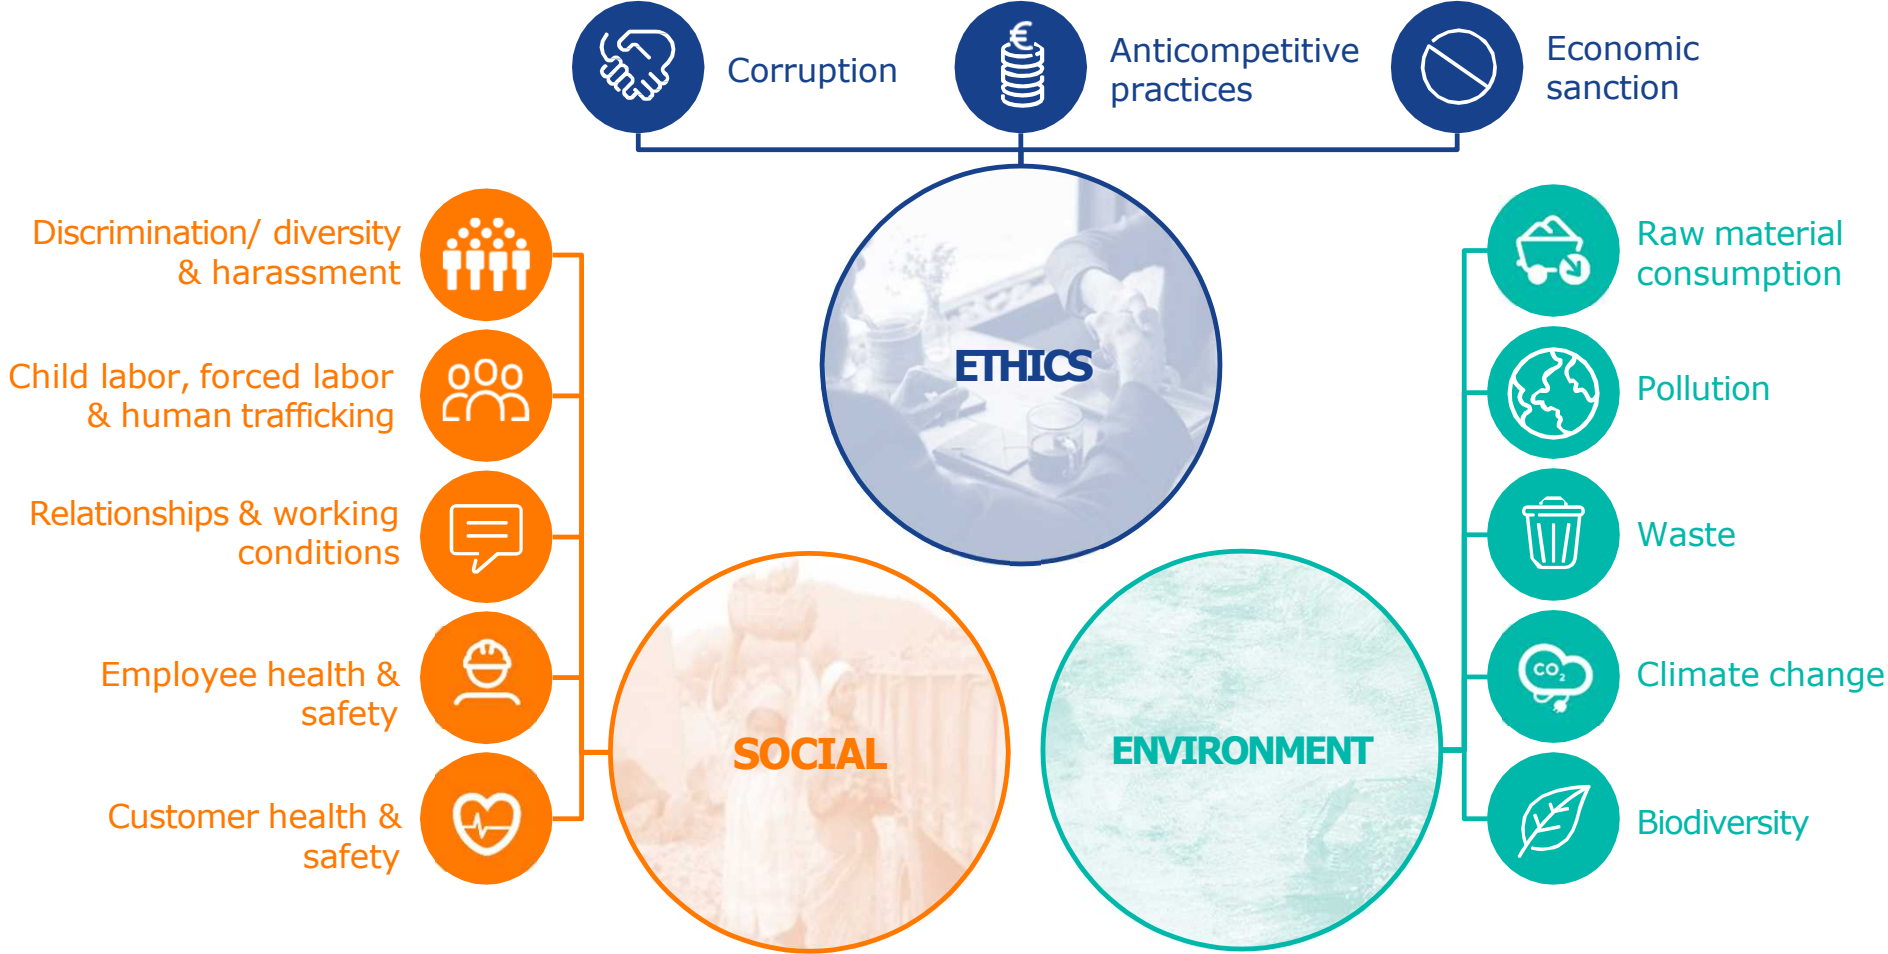 Corruption
€
Anticompetitive
practices
Economic
sanction
ETHICS
Discrimination/ diversity
& harassment
Child labor, forced labor
& human trafficking
Relationships & working
conditions
Employee health &
safety
Customer health &
safety
SOCIAL
ENVIRONMENT
Raw material
consumption
Pollution
Waste
CO2
Climate change
Biodiversity